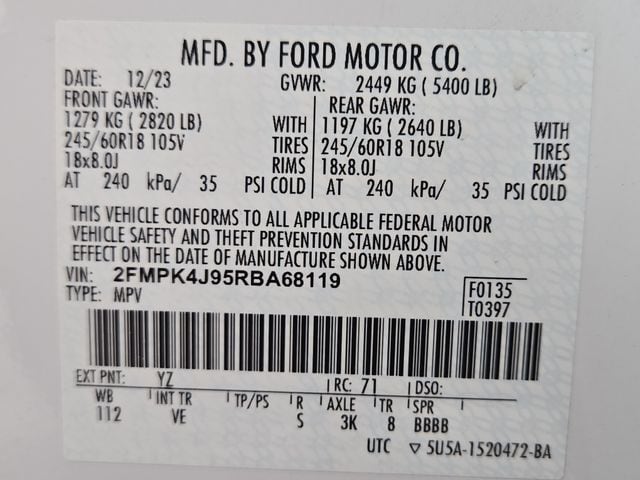 MFD. BY FORD MOTOR CO.
DATE: 12/23 GVWR: 2449 KG ( 5400 LB)
FRONT GAWR: REAR GAWR:
1279 KG ( 2820 LB) WITH 1197 KG ( 2640 LB) WITH
245/60R18 105V TIRES 245/60R18 105V TIRES
18x8.0J RIMS 18x8.0J RIMS
AT 240 kPa/ 35 PSI COLD AT 240 kPa/ 35 PSI COLD
THIS VEHICLE CONFORMS TO ALL APPLICABLE FEDERAL MOTOR
VEHICLE SAFETY AND THEFT PREVENTION STANDARDS IN
EFFECT ON THE DATE OF MANUFACTURE SHOWN ABOVE.
VIN: 2FMPK4J95RBA68119 F0135
TYPE: MPV T0397
EXT PNT: YZ RC: 71 DSO:
WB INT TR TP/PS R AXLE TR SPR
112 VE S 3K 8 BBBB
UTC ▽ 5U5A-1520472-BA